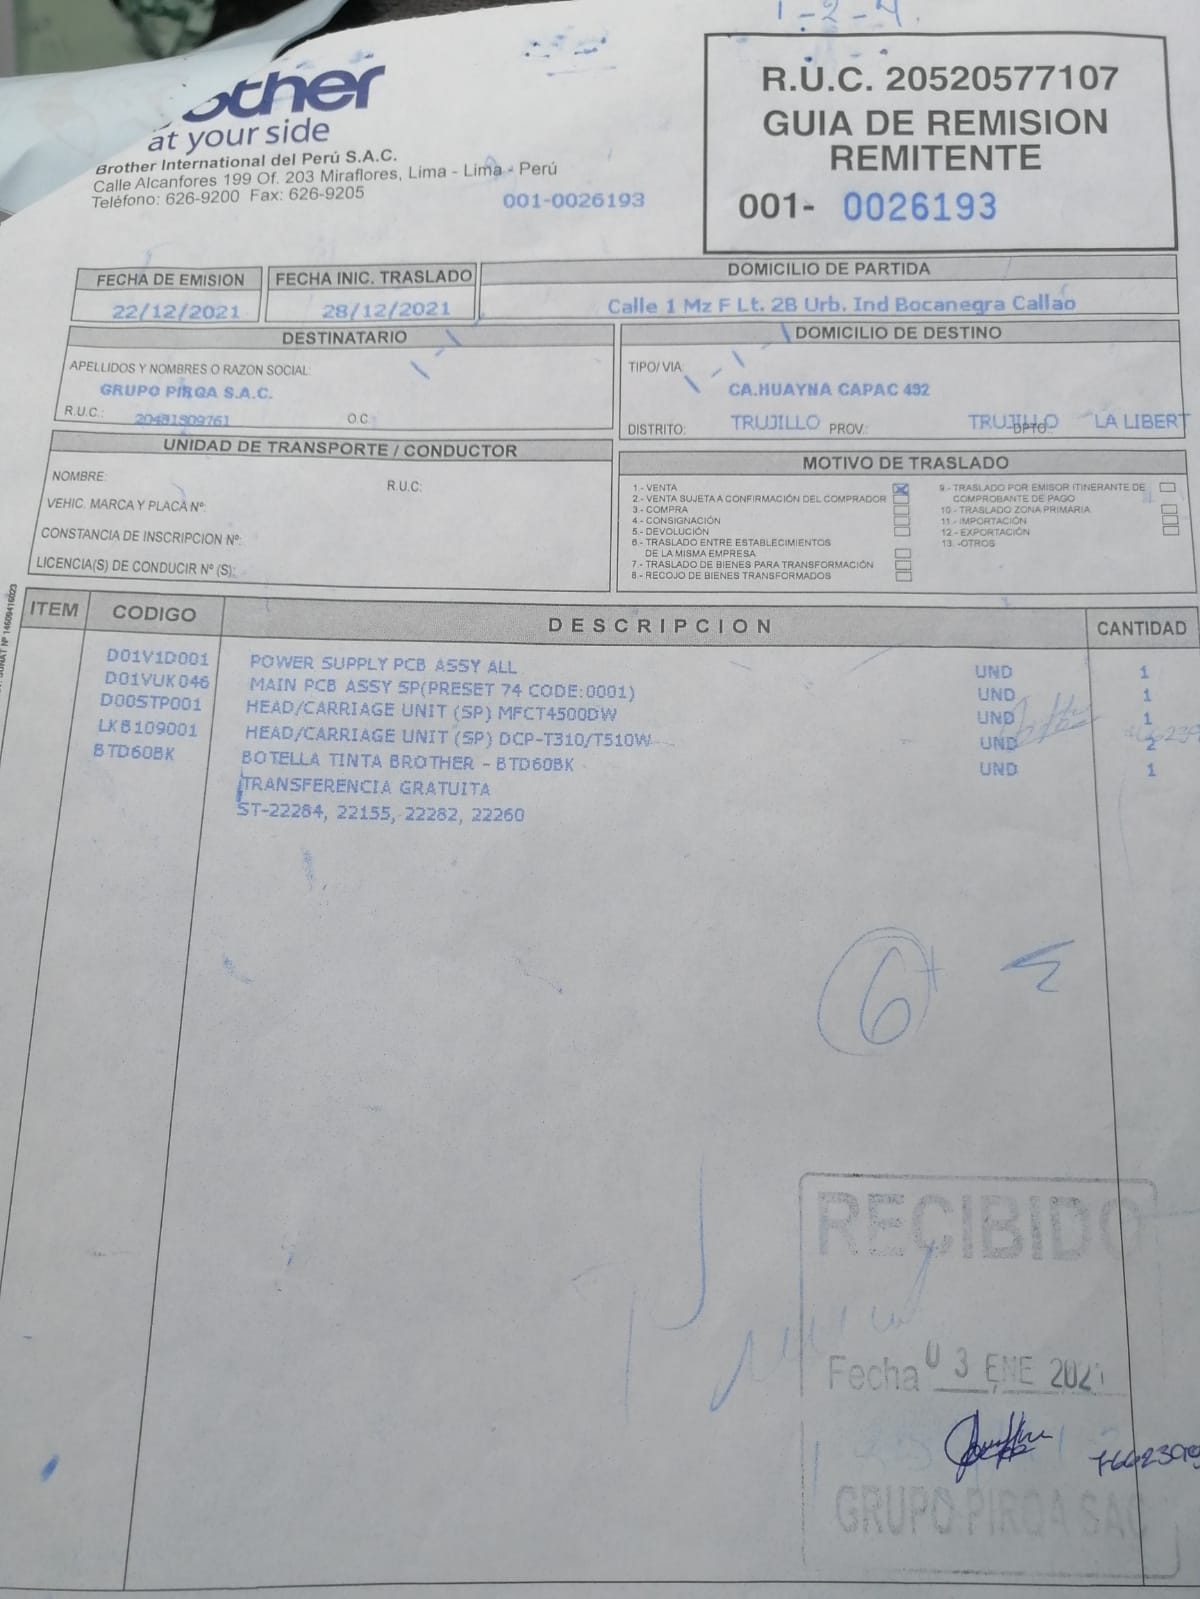 1-2-4.
other
at your side
Brother International del Perú S.A.C.
Calle Alcanfores 199 Of. 203 Miraflores, Lima - Lima - Perú
Teléfono: 626-9200 Fax: 626-9205
001-0026193
R.U.C. 20520577107
GUIA DE REMISION
REMITENTE
001- 0026193
FECHA DE EMISION
22/12/2021
FECHA INIC. TRASLADO
28/12/2021
DOMICILIO DE PARTIDA
Calle 1 Mz F Lt. 2B Urb. Ind Bocanegra Callao
DESTINATARIO
APELLIDOS Y NOMBRES O RAZON SOCIAL:
GRUPO PIRQA S.A.C.
R.U.C.: 20481809761 O.C.
DOMICILIO DE DESTINO
TIPO/VIA:
CA.HUAYNA CAPAC 492
DISTRITO: TRUJILLO PROV.: TRUJILLO DPTO.: LA LIBERT
UNIDAD DE TRANSPORTE / CONDUCTOR
NOMBRE: R.U.C:
VEHIC. MARCA Y PLACA Nº:
CONSTANCIA DE INSCRIPCION Nº:
LICENCIA(S) DE CONDUCIR Nº (S):
MOTIVO DE TRASLADO
1.- VENTA
2.- VENTA SUJETA A CONFIRMACIÓN DEL COMPRADOR
3.- COMPRA
4.- CONSIGNACIÓN
5.- DEVOLUCIÓN
6.- TRASLADO ENTRE ESTABLECIMIENTOS
DE LA MISMA EMPRESA
7.- TRASLADO DE BIENES PARA TRANSFORMACIÓN
8.- RECOJO DE BIENES TRANSFORMADOS
9.- TRASLADO POR EMISOR ITINERANTE DE
COMPROBANTE DE PAGO
10.- TRASLADO ZONA PRIMARIA
11.- IMPORTACIÓN
12.- EXPORTACIÓN
13.-OTROS
ITEM CODIGO DESCRIPCION CANTIDAD
D01V1D001 POWER SUPPLY PCB ASSY ALL UND 1
D01VUK046 MAIN PCB ASSY SP(PRESET 74 CODE:0001) UND 1
D00STP001 HEAD/CARRIAGE UNIT (SP) MFCT4500DW UND 1
LKB109001 HEAD/CARRIAGE UNIT (SP) DCP-T310/T510W UND 2
BTD60BK BOTELLA TINTA BROTHER - BTD60BK UND 1
TRANSFERENCIA GRATUITA
ST-22284, 22155, 22282, 22260
6
RECIBIDO
Fecha 03 ENE 202
GRUPO PIRQA SAC
Nº 14609416023